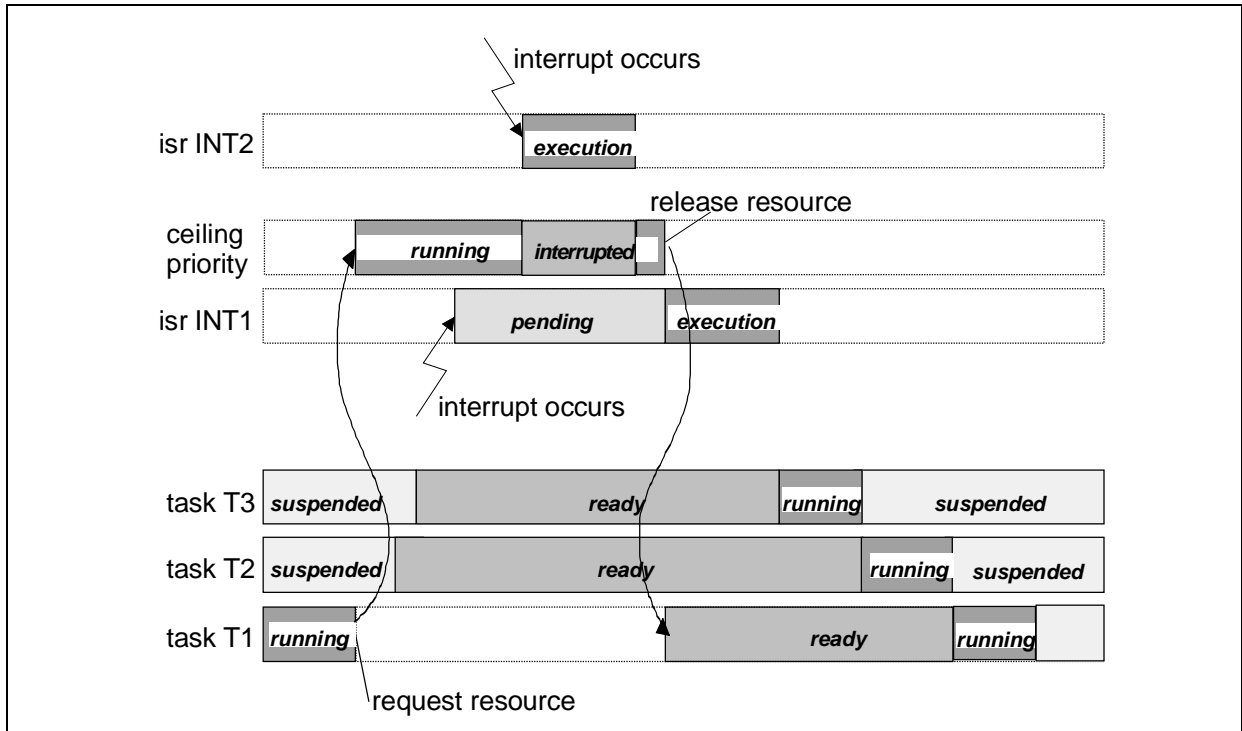 interrupt occurs
isr INT2
execution
release resource
ceiling
priority
running
interrupted
isr INT1
pending
execution
interrupt occurs
task T3
suspended
ready
running
suspended
task T2
suspended
ready
running
suspended
task T1
running
ready
running
request resource